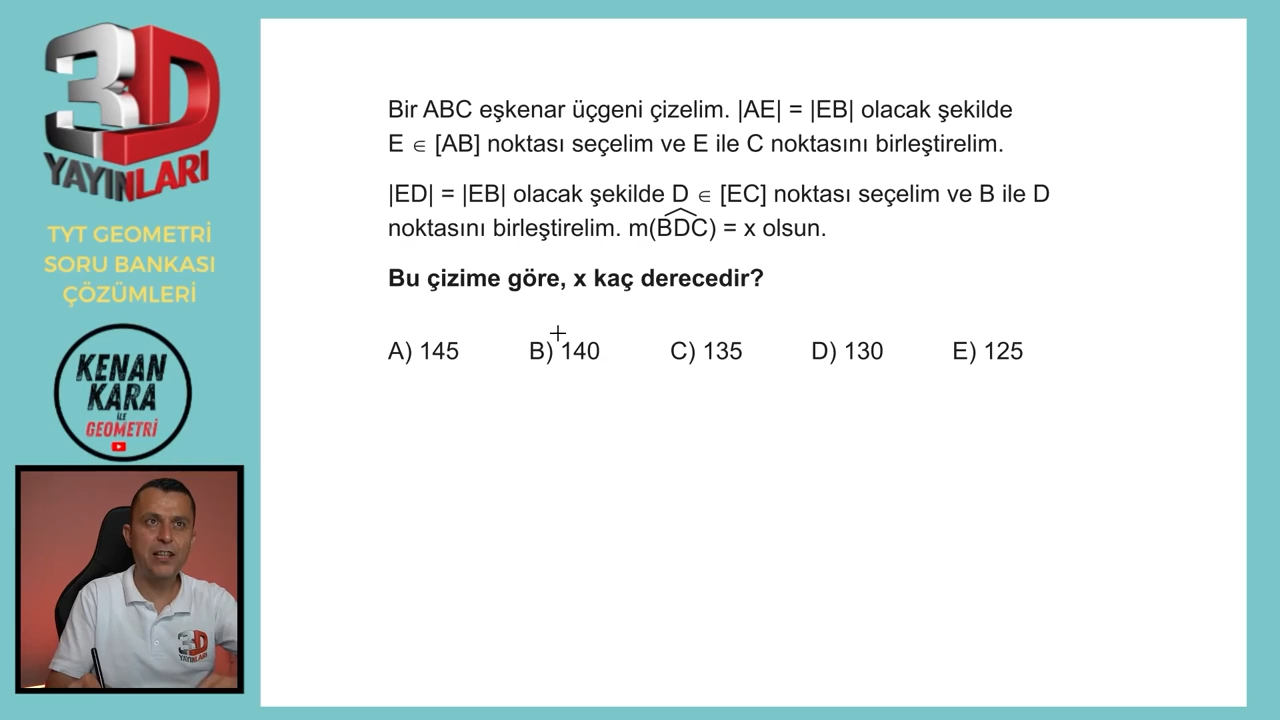 3D
YAYINLARI
TYT GEOMETRİ
SORU BANKASI
ÇÖZÜMLERİ
KENAN
KARA
İLE
GEOMETRİ
3D
YAYINLARI
Bir ABC eşkenar üçgeni çizelim. |AE| = |EB| olacak şekilde
E ∈ [AB] noktası seçelim ve E ile C noktasını birleştirelim.
|ED| = |EB| olacak şekilde D ∈ [EC] noktası seçelim ve B ile D
noktasını birleştirelim. m(BDC) = x olsun.
Bu çizime göre, x kaç derecedir?
A) 145 B) 140 C) 135 D) 130 E) 125